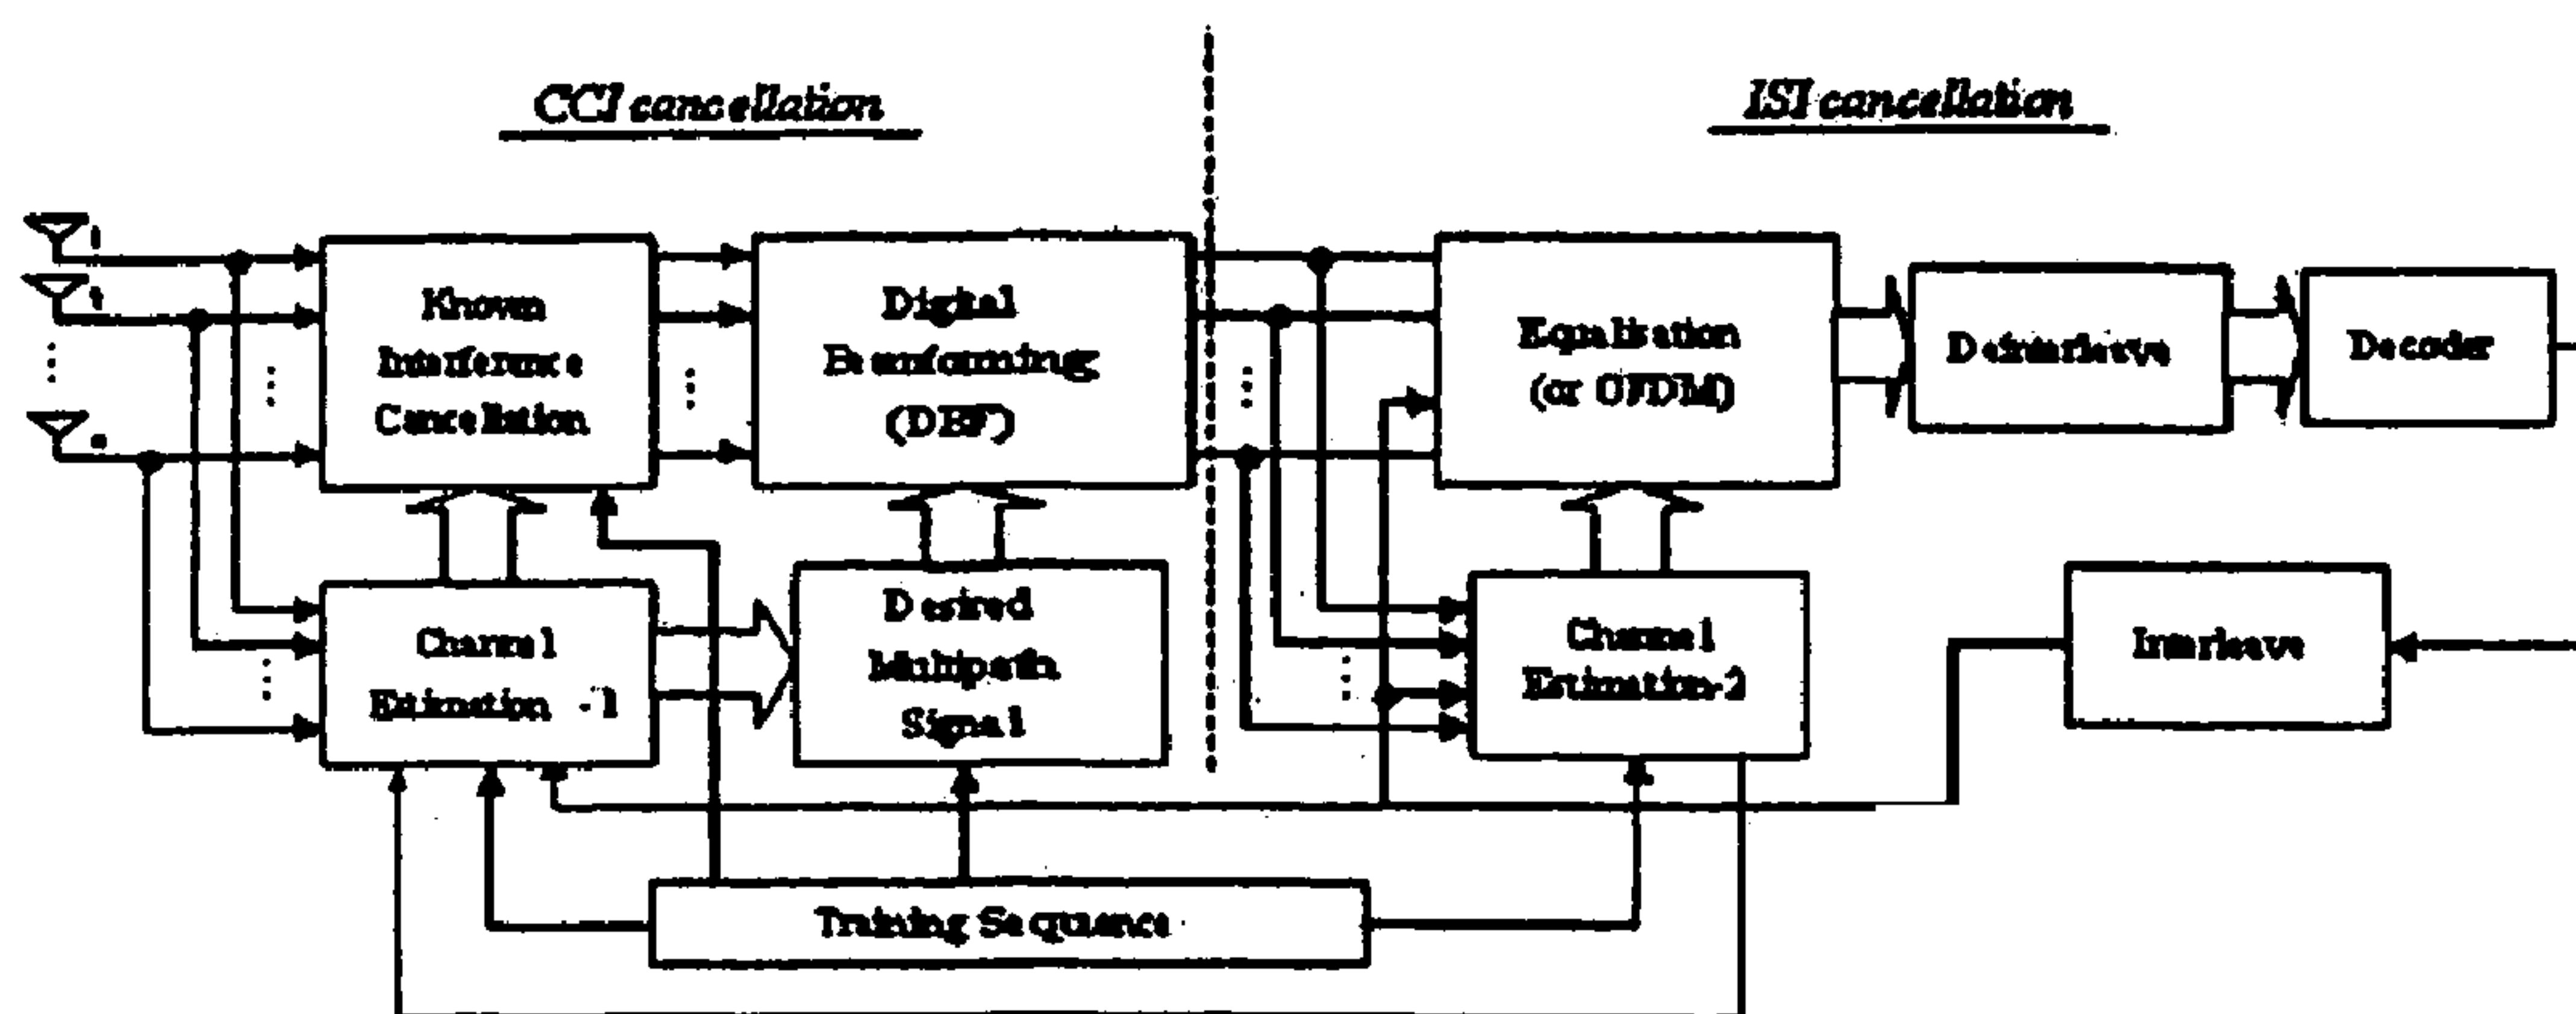 CCI cancellation
ISI cancellation
1
Known
Interference
Cancellation
Digital
Beamforming
(DBF)
Equalisation
(or OFDM)
Deinterleave
Decoder
Channel
Estimation -1
Desired
Multipath
Signal
Channel
Estimation-2
Interleave
Training Sequence